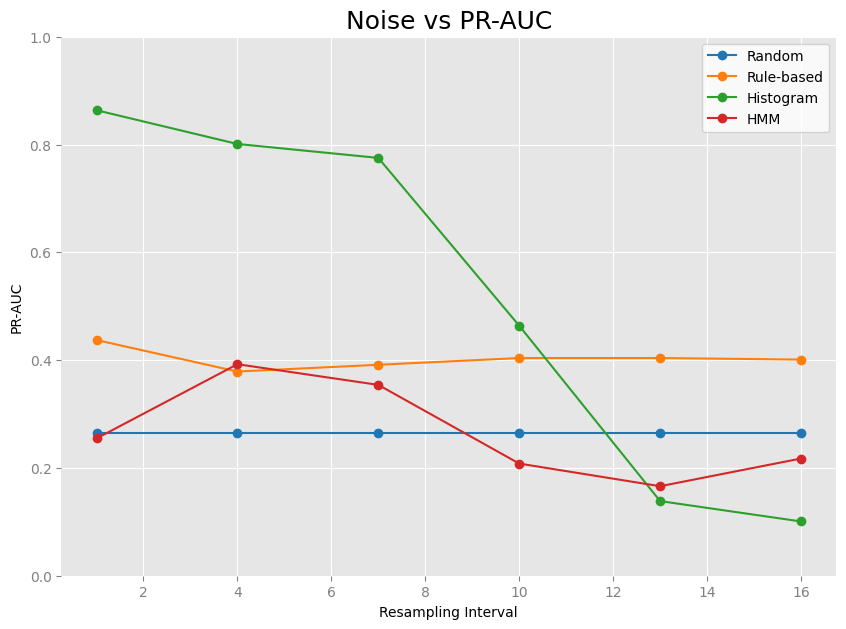 Noise vs PR-AUC
Random
Rule-based
Histogram
HMM
PR-AUC
1.0
0.8
0.6
0.4
0.2
0.0
2 4 6 8 10 12 14 16
Resampling Interval